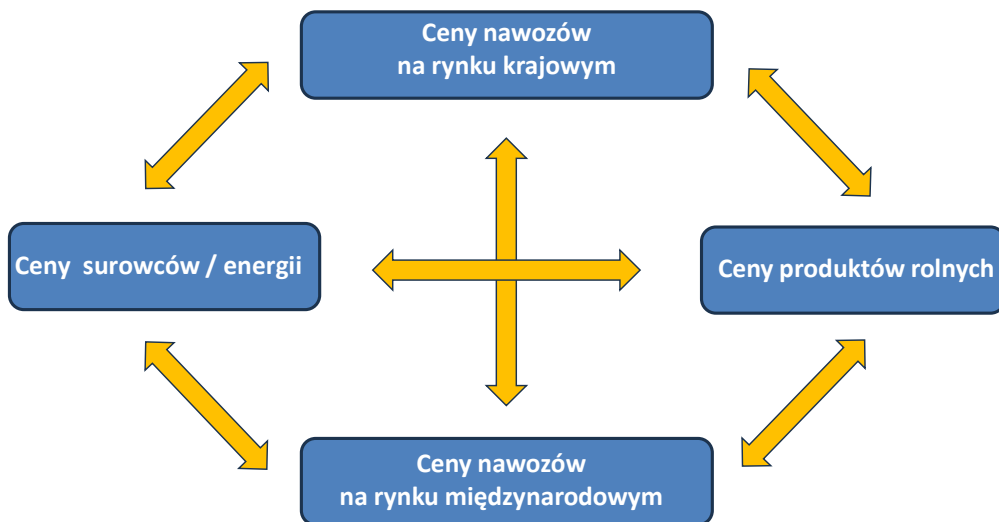 Ceny nawozów
na rynku krajowym
Ceny surowców / energii
Ceny produktów rolnych
Ceny nawozów
na rynku międzynarodowym